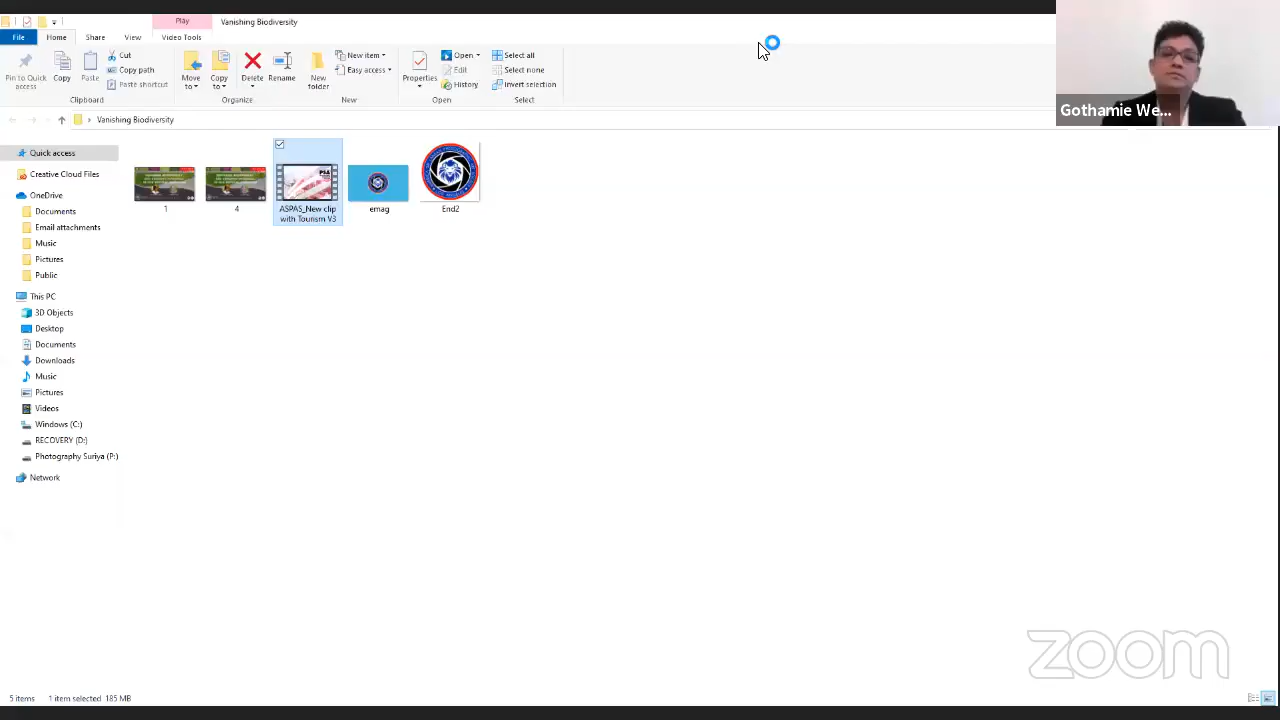 Play
Vanishing Biodiversity
File
Home
Share
View
Video Tools
Pin to Quick access
Copy
Paste
Cut
Copy path
Paste shortcut
Clipboard
Move to
Copy to
Delete
Rename
Organize
New folder
New item
Easy access
New
Properties
Open
Edit
History
Open
Select all
Select none
Invert selection
Select
Gothamie We...
Vanishing Biodiversity
Quick access
Creative Cloud Files
OneDrive
Documents
Email attachments
Music
Pictures
Public
This PC
3D Objects
Desktop
Documents
Downloads
Music
Pictures
Videos
Windows (C:)
RECOVERY (D:)
Photography Suriya (P:)
Network
1
4
ASPAS_New clip
with Tourism V3
emag
End2
zoom
5 items
1 item selected 185 MB